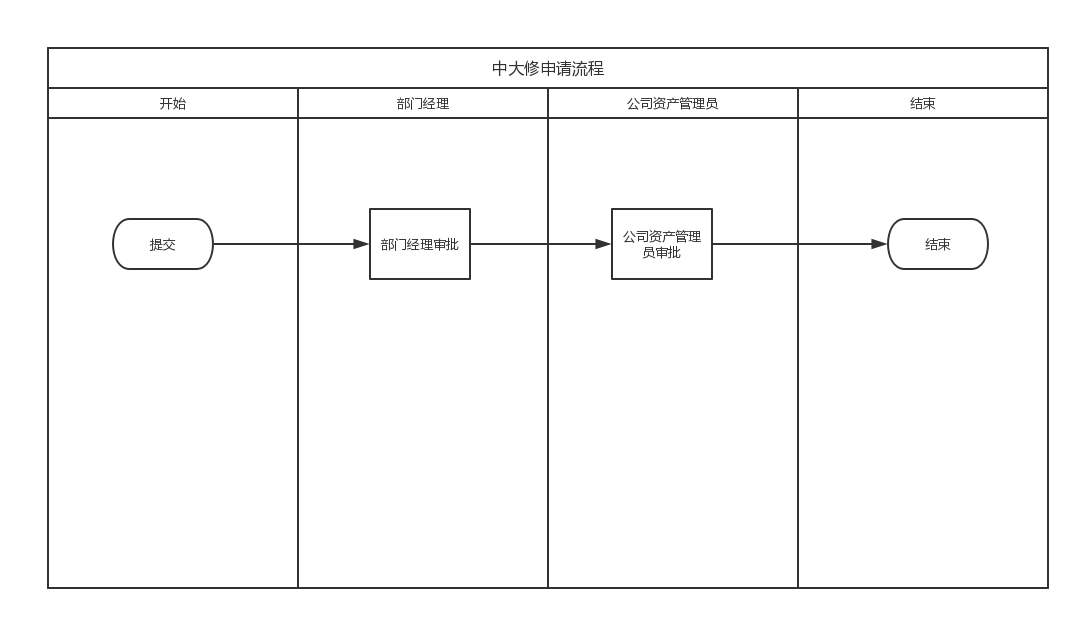 中大修申请流程
开始
部门经理
公司资产管理员
结束
提交
部门经理审批
公司资产管理
员审批
结束